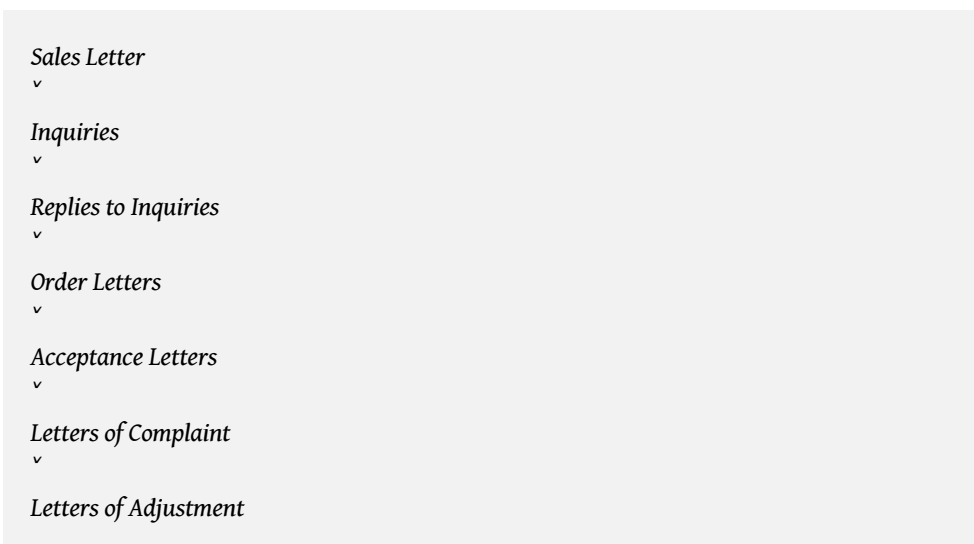 Sales Letter
˅
Inquiries
˅
Replies to Inquiries
˅
Order Letters
˅
Acceptance Letters
˅
Letters of Complaint
˅
Letters of Adjustment